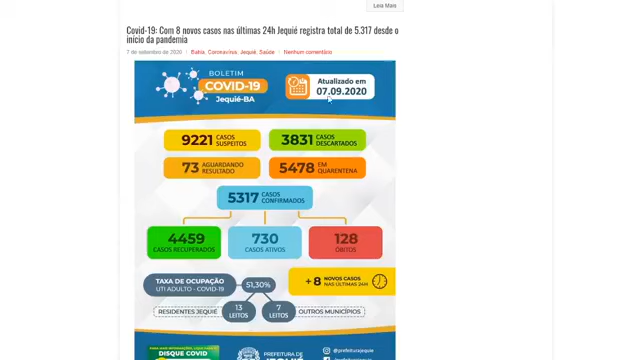 Leia Mais
Covid-19: Com 8 novos casos nas últimas 24h Jequié registra total de 5.317 desde o
início da pandemia
7 de setembro de 2020 Bahia, Coronavírus, Jequié, Saúde Nenhum comentário
BOLETIM
COVID-19
Jequié-BA
Atualizado em
07.09.2020
9221 CASOS SUSPEITOS
3831 CASOS DESCARTADOS
73 AGUARDANDO RESULTADO
5478 EM QUARENTENA
5317 CASOS CONFIRMADOS
4459
CASOS RECUPERADOS
730
CASOS ATIVOS
128
ÓBITOS
TAXA DE OCUPAÇÃO
UTI ADULTO - COVID-19
51,30%
+8 NOVOS CASOS NAS ÚLTIMAS 24H
RESIDENTES JEQUIÉ
13 LEITOS
7 LEITOS
OUTROS MUNICÍPIOS
DISQUE COVID
PREFEITURA DE
@prefeiturajequie